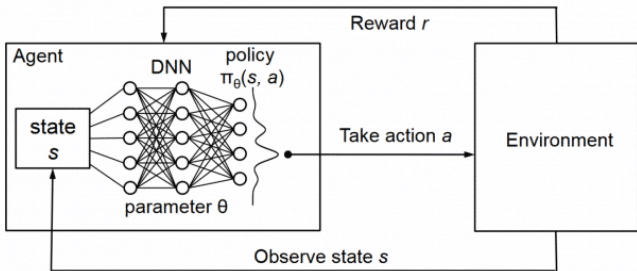 Reward r
Agent
DNN
policy
πθ(s, a)
state
s
Take action a
Environment
parameter θ
Observe state s